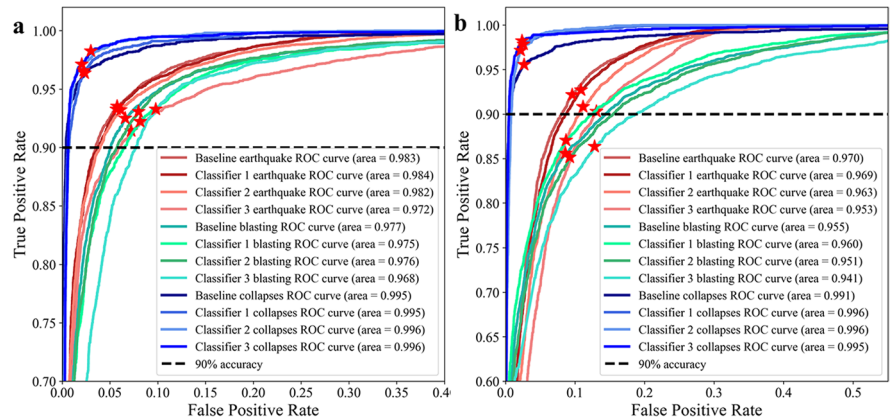 a
1.00
0.95
0.90
0.85
0.80
0.75
0.70
True Positive Rate
Baseline earthquake ROC curve (area = 0.983)
Classifier 1 earthquake ROC curve (area = 0.984)
Classifier 2 earthquake ROC curve (area = 0.982)
Classifier 3 earthquake ROC curve (area = 0.972)
Baseline blasting ROC curve (area = 0.977)
Classifier 1 blasting ROC curve (area = 0.975)
Classifier 2 blasting ROC curve (area = 0.976)
Classifier 3 blasting ROC curve (area = 0.968)
Baseline collapses ROC curve (area = 0.995)
Classifier 1 collapses ROC curve (area = 0.995)
Classifier 2 collapses ROC curve (area = 0.996)
Classifier 3 collapses ROC curve (area = 0.996)
90% accuracy
0.00 0.05 0.10 0.15 0.20 0.25 0.30 0.35 0.40
False Positive Rate
b
1.00
0.95
0.90
0.85
0.80
0.75
0.70
0.65
0.60
True Positive Rate
Baseline earthquake ROC curve (area = 0.970)
Classifier 1 earthquake ROC curve (area = 0.969)
Classifier 2 earthquake ROC curve (area = 0.963)
Classifier 3 earthquake ROC curve (area = 0.953)
Baseline blasting ROC curve (area = 0.955)
Classifier 1 blasting ROC curve (area = 0.960)
Classifier 2 blasting ROC curve (area = 0.951)
Classifier 3 blasting ROC curve (area = 0.941)
Baseline collapses ROC curve (area = 0.991)
Classifier 1 collapses ROC curve (area = 0.996)
Classifier 2 collapses ROC curve (area = 0.996)
Classifier 3 collapses ROC curve (area = 0.995)
90% accuracy
0.0 0.1 0.2 0.3 0.4 0.5
False Positive Rate